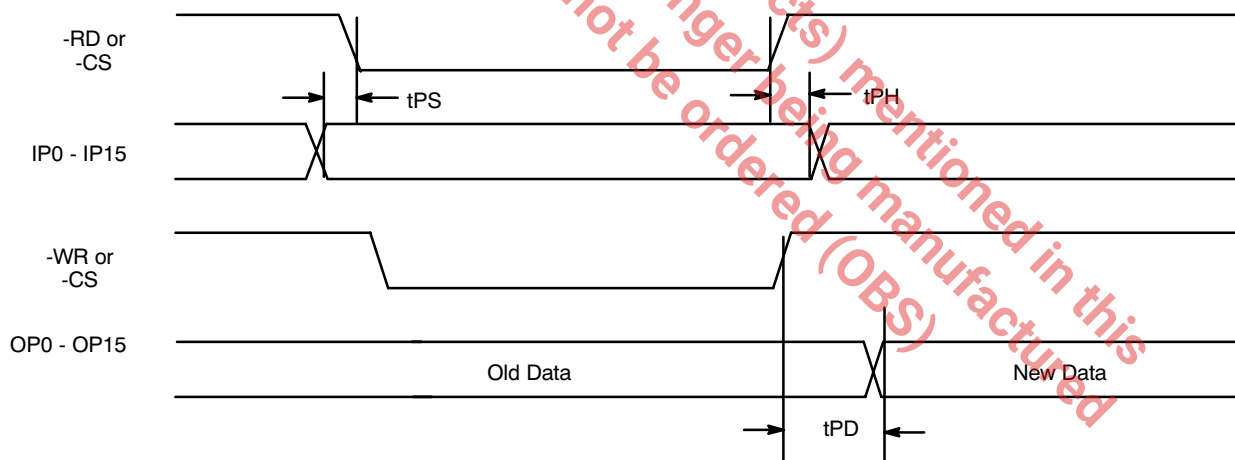 -RD or
-CS
tPS
tPH
IP0 - IP15
-WR or
-CS
OP0 - OP15
Old Data
New Data
tPD
cts) mentioned in this
nger being manufactured
not be ordered (OBS)